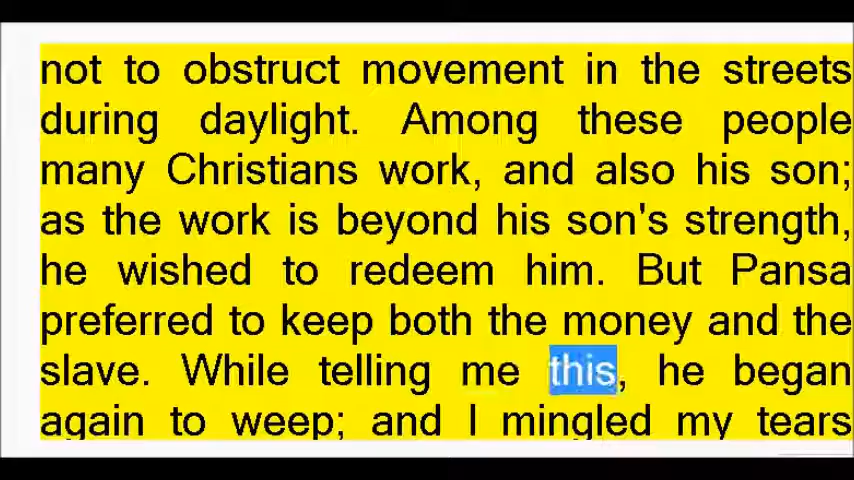 not to obstruct movement in the streets
during daylight. Among these people
many Christians work, and also his son;
as the work is beyond his son's strength,
he wished to redeem him. But Pansa
preferred to keep both the money and the
slave. While telling me this, he began
again to weep; and I mingled my tears